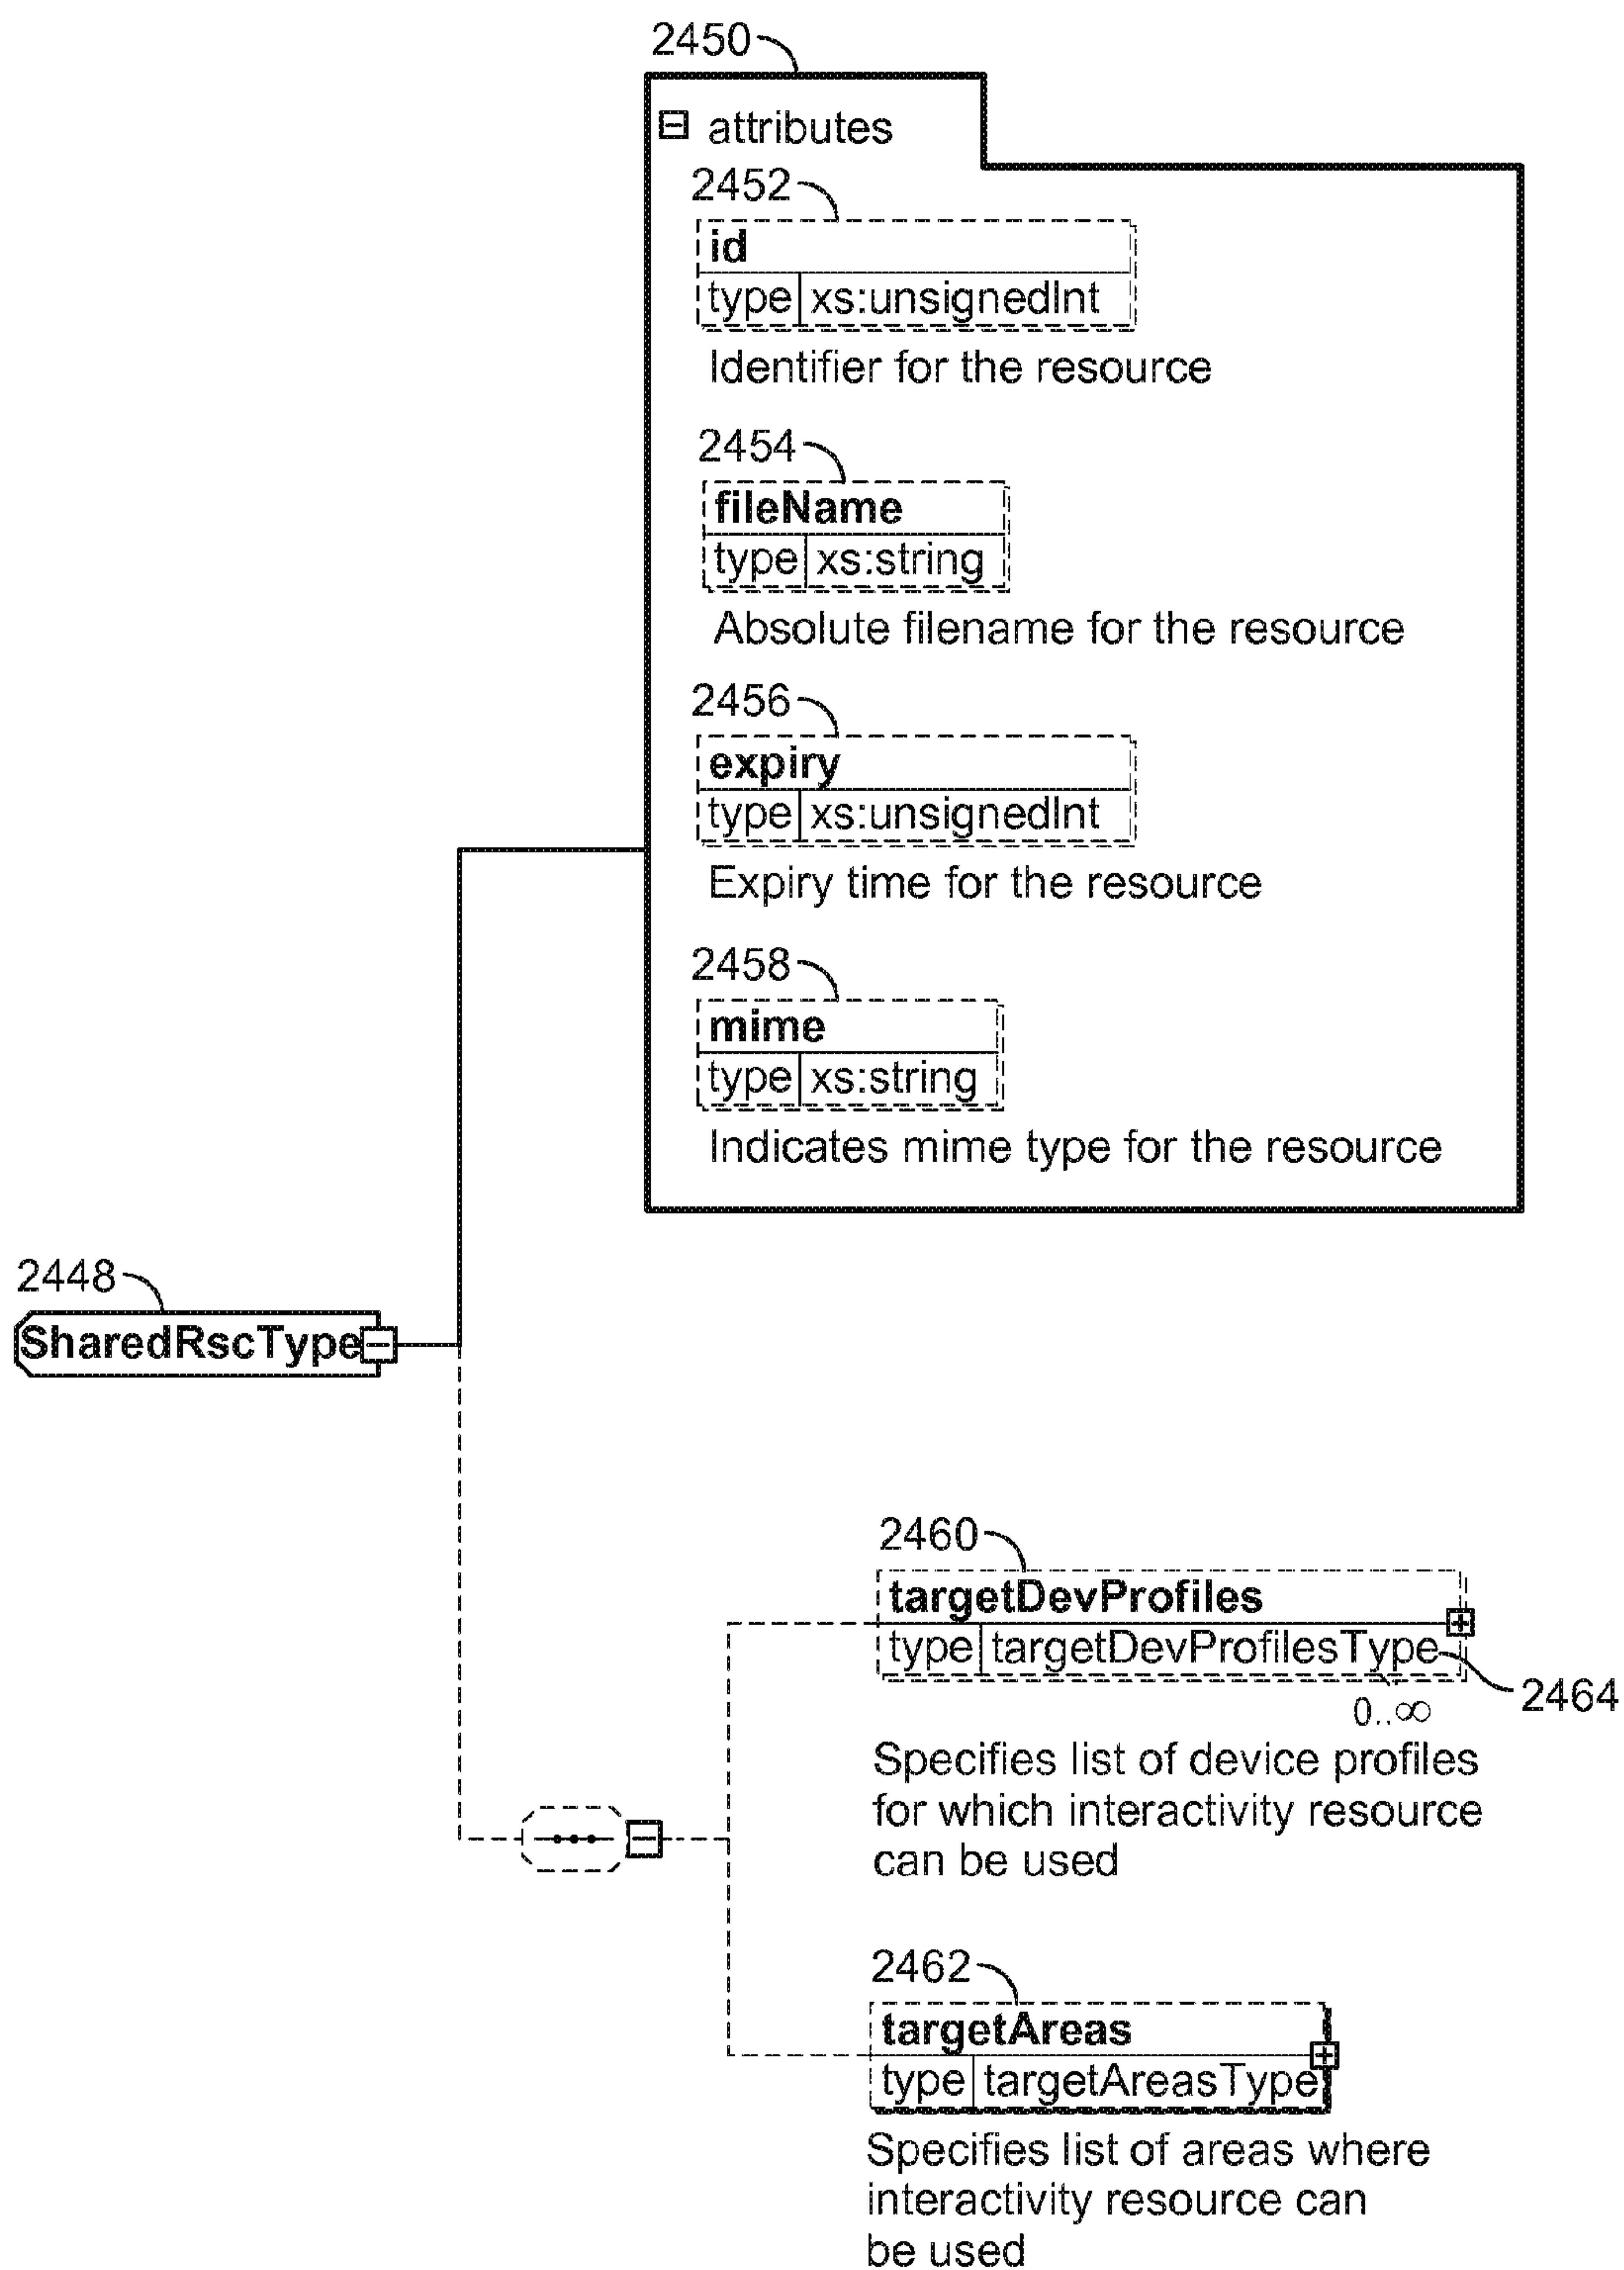 2450
attributes
2452
id
type xs:unsignedInt
Identifier for the resource
2454
fileName
type xs:string
Absolute filename for the resource
2456
expiry
type xs:unsignedInt
Expiry time for the resource
2458
mime
type xs:string
Indicates mime type for the resource
2448
SharedRscType
2460
targetDevProfiles
type targetDevProfilesType
2464
0..∞
Specifies list of device profiles
for which interactivity resource
can be used
2462
targetAreas
type targetAreasType
Specifies list of areas where
interactivity resource can
be used